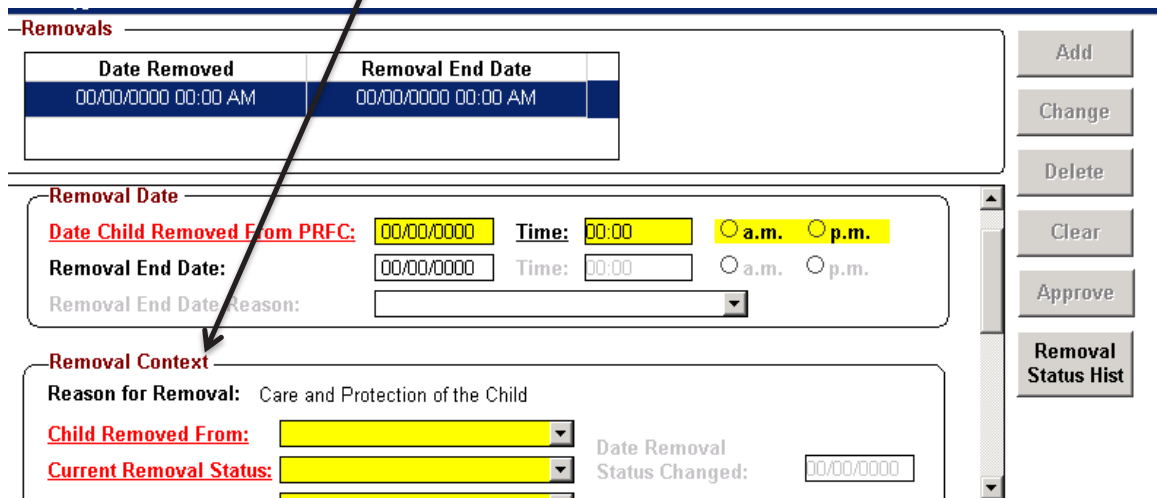 Removals
Date Removed Removal End Date
00/00/0000 00:00 AM 00/00/0000 00:00 AM
Add
Change
Delete
Clear
Approve
Removal
Status Hist
Removal Date
Date Child Removed From PRFC: 00/00/0000 Time: 00:00 a.m. p.m.
Removal End Date: 00/00/0000 Time: 00:00 a.m. p.m.
Removal End Date Reason:
Removal Context
Reason for Removal: Care and Protection of the Child
Child Removed From:
Current Removal Status:
Date Removal
Status Changed: 00/00/0000